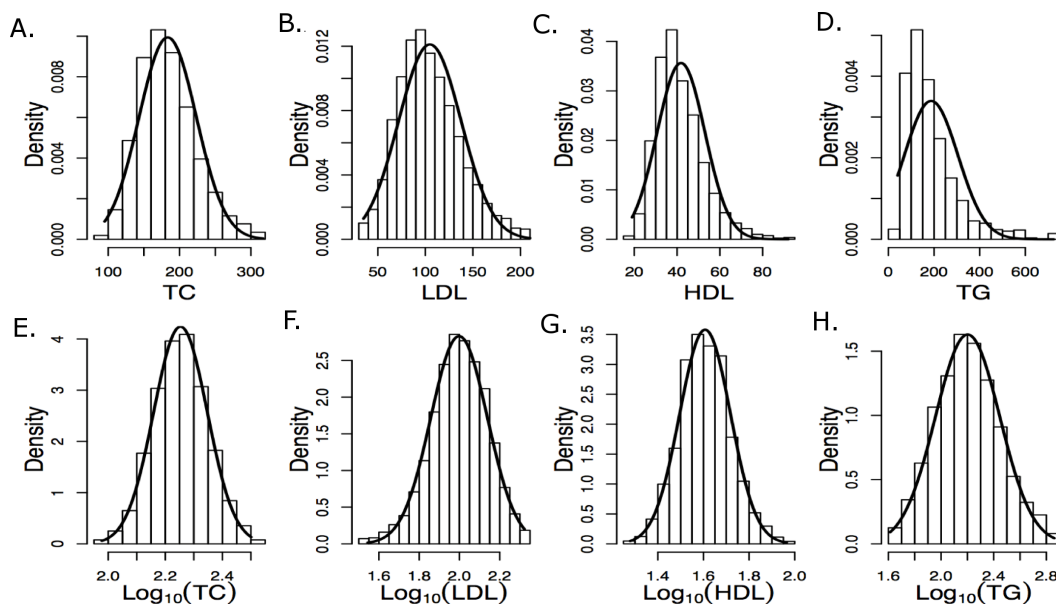 A.
Density
0.000
0.004
0.008
100
200
300
TC
B.
Density
0.000
0.004
0.008
0.012
50
100
150
200
LDL
C.
Density
0.00
0.01
0.02
0.03
0.04
20
40
60
80
HDL
D.
Density
0.000
0.002
0.004
0
200
400
600
TG
E.
Density
0
1
2
3
4
2.0
2.2
2.4
Log₁₀(TC)
F.
Density
0.0
0.5
1.0
1.5
2.0
2.5
1.6
1.8
2.0
2.2
Log₁₀(LDL)
G.
Density
0.0
0.5
1.5
2.5
3.5
1.4
1.6
1.8
2.0
Log₁₀(HDL)
H.
Density
0.0
0.5
1.0
1.5
1.6
2.0
2.4
2.8
Log₁₀(TG)